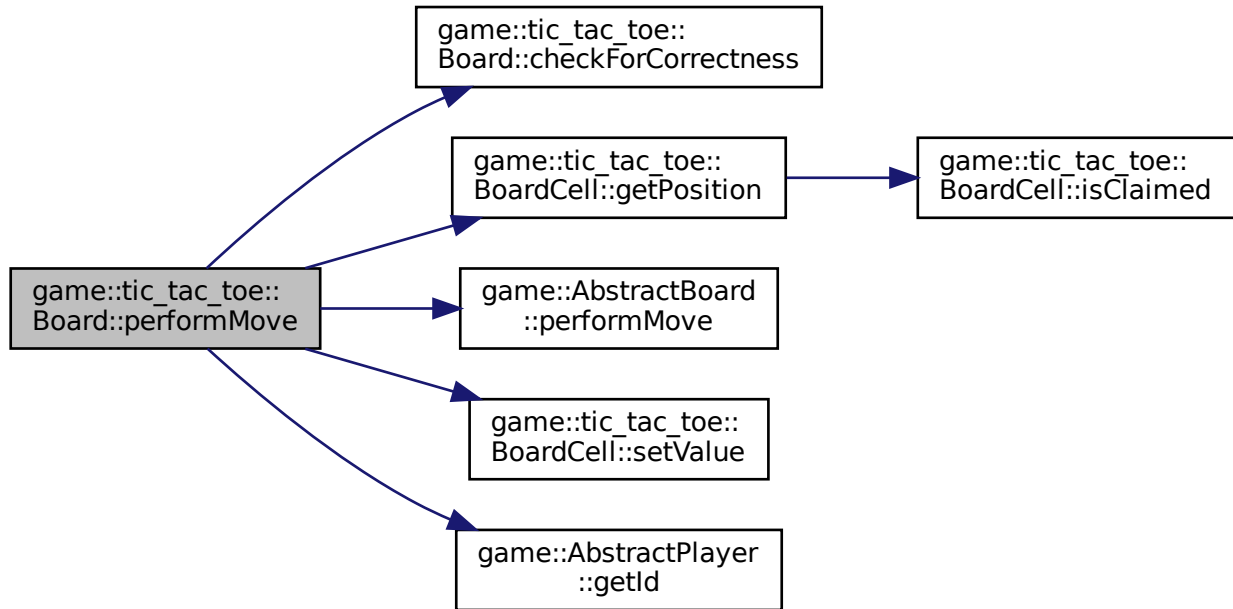 game::tic_tac_toe::
Board::checkForCorrectness
game::tic_tac_toe::
BoardCell::getPosition
game::tic_tac_toe::
BoardCell::isClaimed
game::tic_tac_toe::
Board::performMove
game::AbstractBoard
::performMove
game::tic_tac_toe::
BoardCell::setValue
game::AbstractPlayer
::getId